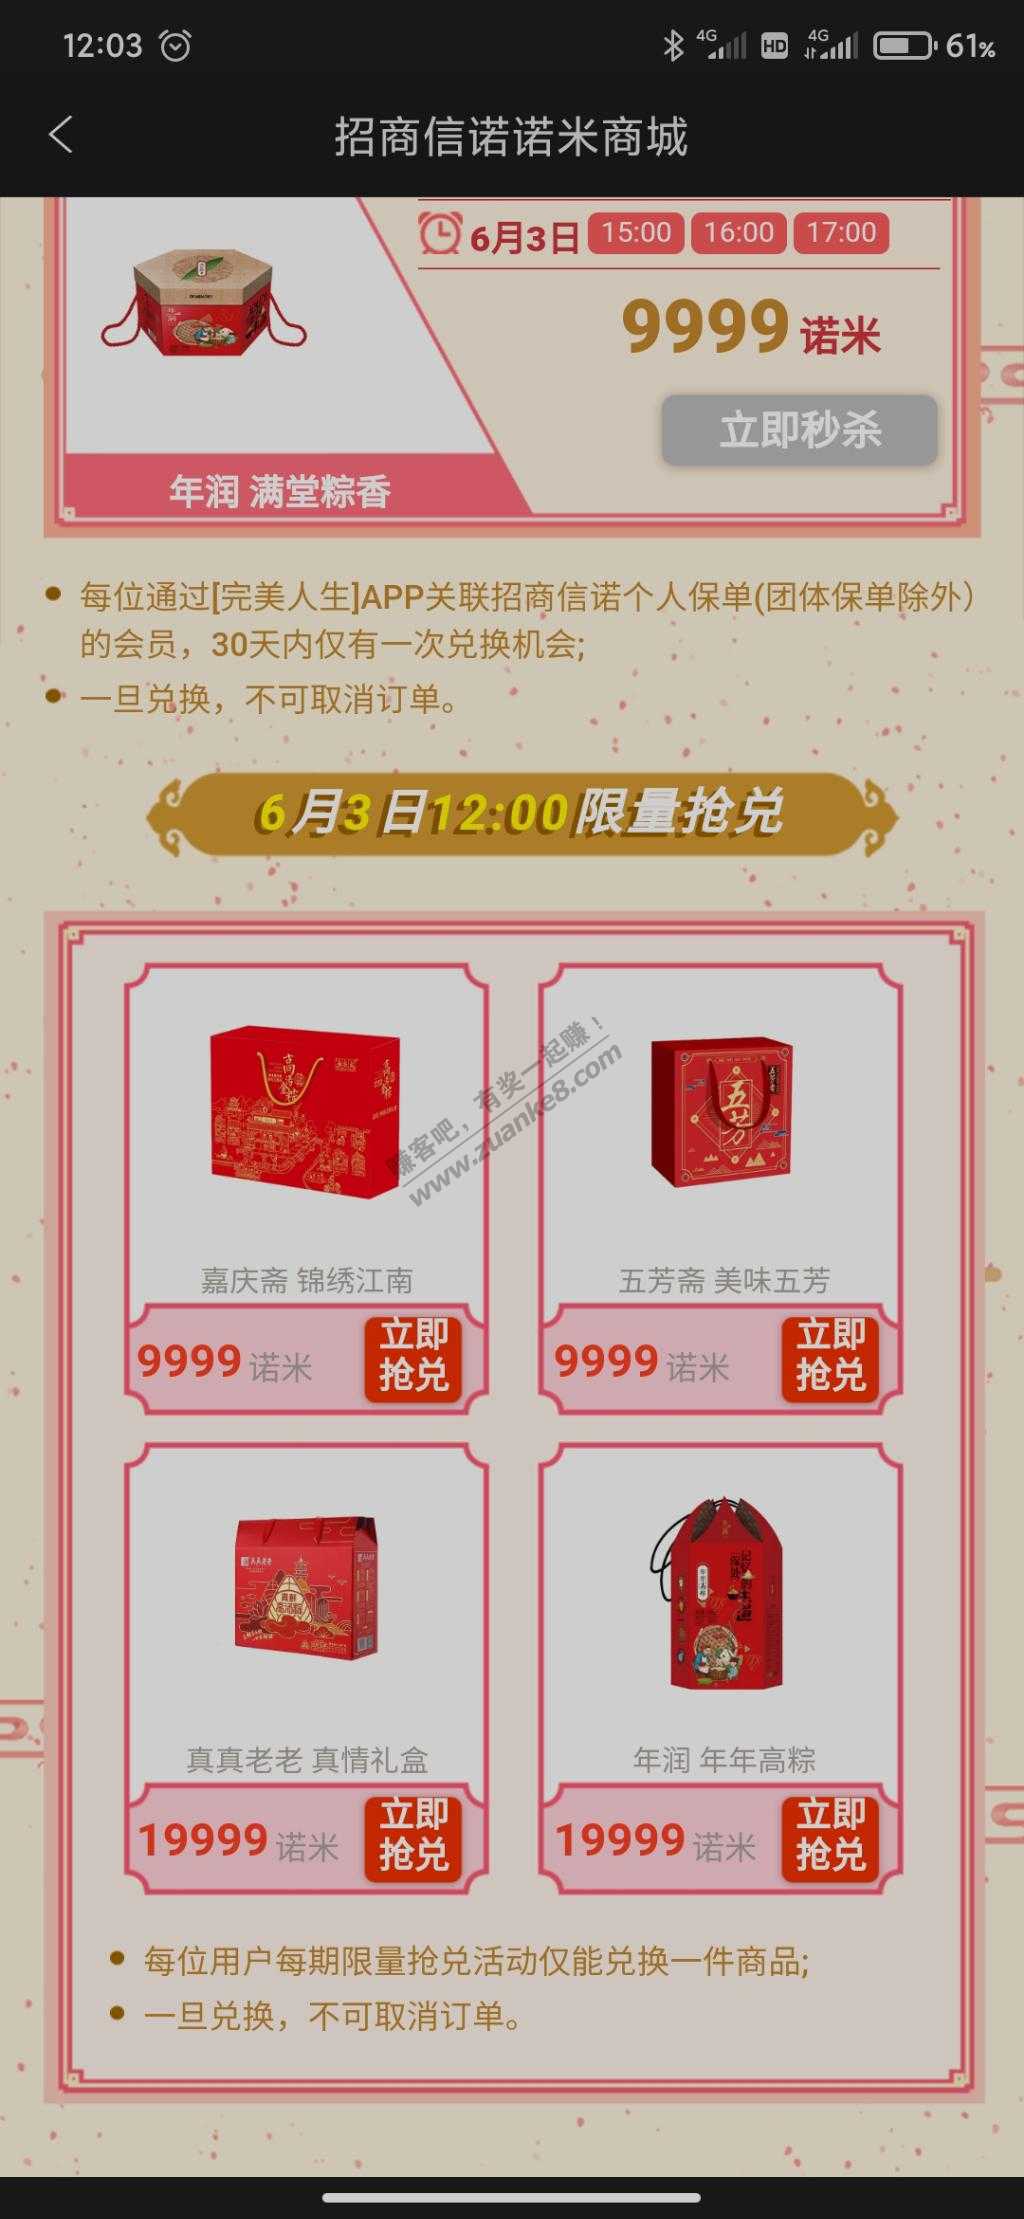 12:03
4G HD 4G 61%
招商信诺诺米商城
6月3日 15:00 16:00 17:00
9999 诺米
立即秒杀
年润 满堂粽香
每位通过[完美人生]APP关联招商信诺个人保单(团体保单除外）
的会员，30天内仅有一次兑换机会;
一旦兑换，不可取消订单。
6月3日12:00限量抢兑
五芳
赚客吧，有奖一起赚！
www.zuanke8.com
嘉庆斋 锦绣江南
五芳斋 美味五芳
9999 诺米
立即
抢兑
9999 诺米
立即
抢兑
真真老老 真情礼盒
年润 年年高粽
19999 诺米
立即
抢兑
19999 诺米
立即
抢兑
每位用户每期限量抢兑活动仅能兑换一件商品;
一旦兑换，不可取消订单。